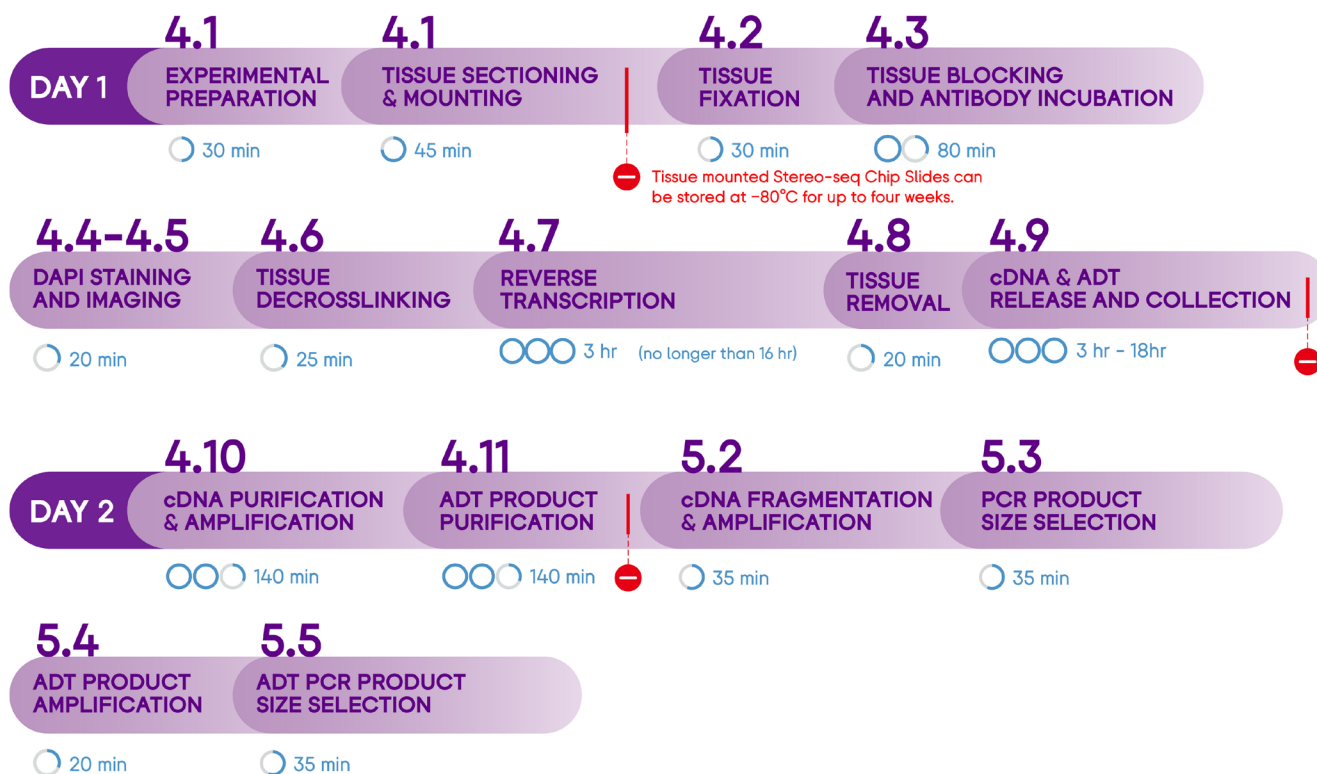 DAY 1
4.1
EXPERIMENTAL
PREPARATION
30 min
4.1
TISSUE SECTIONING
& MOUNTING
45 min
Tissue mounted Stereo-seq Chip Slides can
be stored at −80°C for up to four weeks.
4.2
TISSUE
FIXATION
30 min
4.3
TISSUE BLOCKING
AND ANTIBODY INCUBATION
80 min
4.4-4.5
DAPI STAINING
AND IMAGING
20 min
4.6
TISSUE
DECROSSLINKING
25 min
4.7
REVERSE
TRANSCRIPTION
3 hr (no longer than 16 hr)
4.8
TISSUE
REMOVAL
20 min
4.9
cDNA & ADT
RELEASE AND COLLECTION
3 hr - 18hr
DAY 2
4.10
cDNA PURIFICATION
& AMPLIFICATION
140 min
4.11
ADT PRODUCT
PURIFICATION
140 min
5.2
cDNA FRAGMENTATION
& AMPLIFICATION
35 min
5.3
PCR PRODUCT
SIZE SELECTION
35 min
5.4
ADT PRODUCT
AMPLIFICATION
20 min
5.5
ADT PCR PRODUCT
SIZE SELECTION
35 min